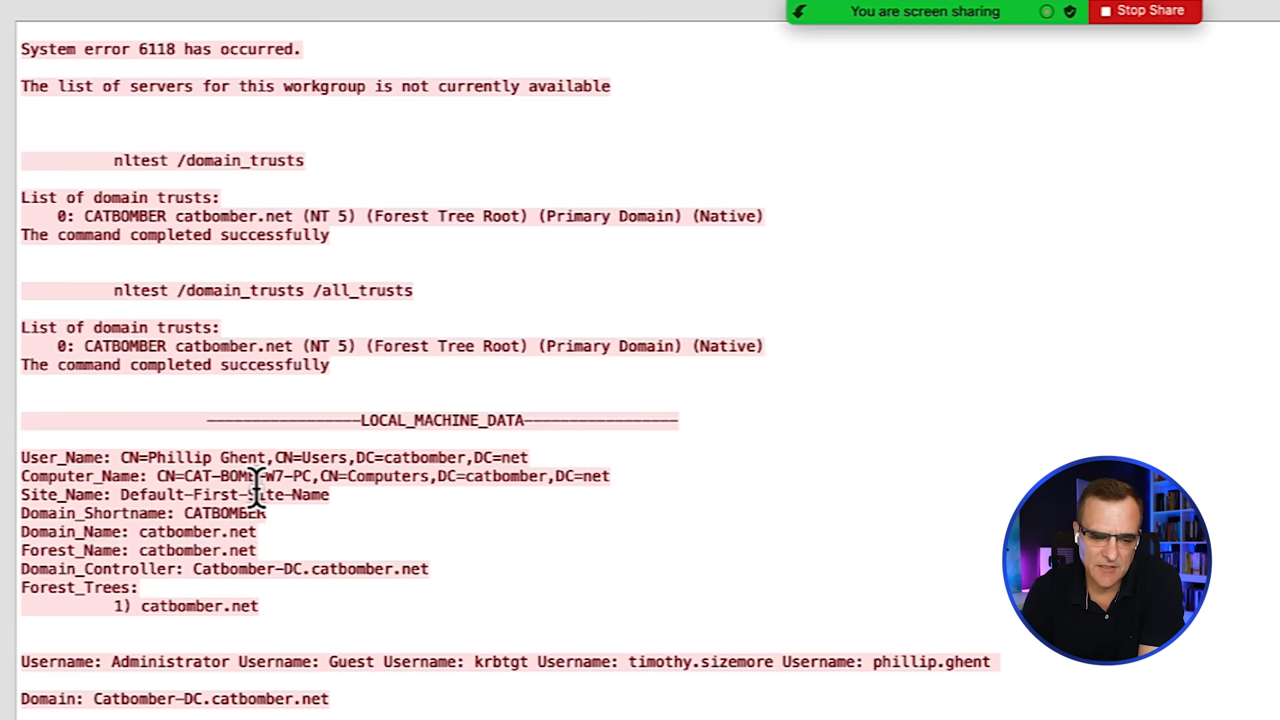 You are screen sharing
Stop Share
System error 6118 has occurred.
The list of servers for this workgroup is not currently available
nltest /domain_trusts
List of domain trusts:
0: CATBOMBER catbomber.net (NT 5) (Forest Tree Root) (Primary Domain) (Native)
The command completed successfully
nltest /domain_trusts /all_trusts
List of domain trusts:
0: CATBOMBER catbomber.net (NT 5) (Forest Tree Root) (Primary Domain) (Native)
The command completed successfully
—————————————————LOCAL_MACHINE_DATA—————————————————
User_Name: CN=Phillip Ghent,CN=Users,DC=catbomber,DC=net
Computer_Name: CN=CAT-BOMB-W7-PC,CN=Computers,DC=catbomber,DC=net
Site_Name: Default-First-Site-Name
Domain_Shortname: CATBOMBER
Domain_Name: catbomber.net
Forest_Name: catbomber.net
Domain_Controller: Catbomber-DC.catbomber.net
Forest_Trees:
1) catbomber.net
Username: Administrator Username: Guest Username: krbtgt Username: timothy.sizemore Username: phillip.ghent
Domain: Catbomber-DC.catbomber.net